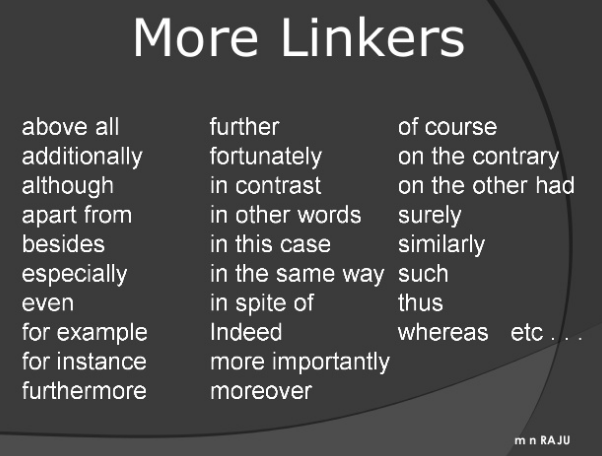 More Linkers
above all
additionally
although
apart from
besides
especially
even
for example
for instance
furthermore
further
fortunately
in contrast
in other words
in this case
in the same way
in spite of
Indeed
more importantly
moreover
of course
on the contrary
on the other had
surely
similarly
such
thus
whereas etc . . .
m n RAJU